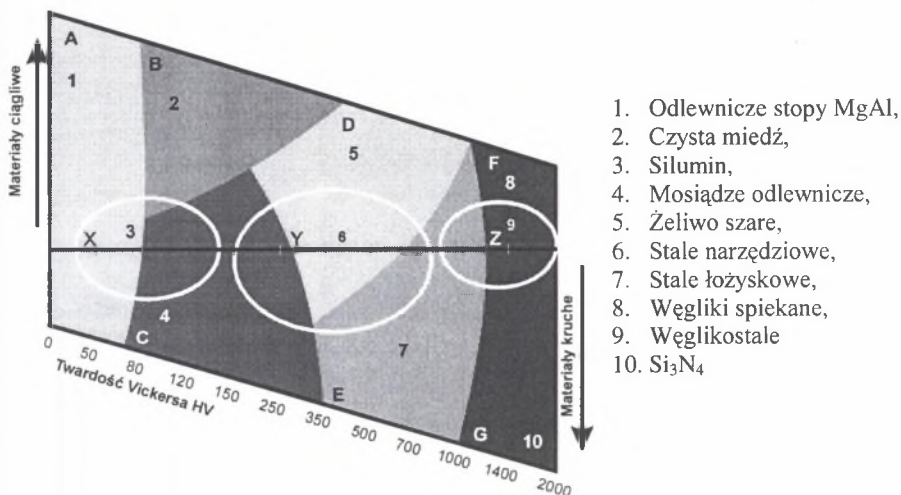 Materiały ciągliwe
A
1
B
2
D
5
F
8
X
3
Y
6
Z
9
4
C
7
E
G
10
0
50
80
120
150
250
350
500
700
1000
1400
2000
Twardość Vickersa HV
Materiały kruche
1. Odlewnicze stopy MgAl,
2. Czysta miedź,
3. Silumin,
4. Mosiądze odlewnicze,
5. Żeliwo szare,
6. Stale narzędziowe,
7. Stale łożyskowe,
8. Węgliki spiekane,
9. Węglikostale
10. Si₃N₄